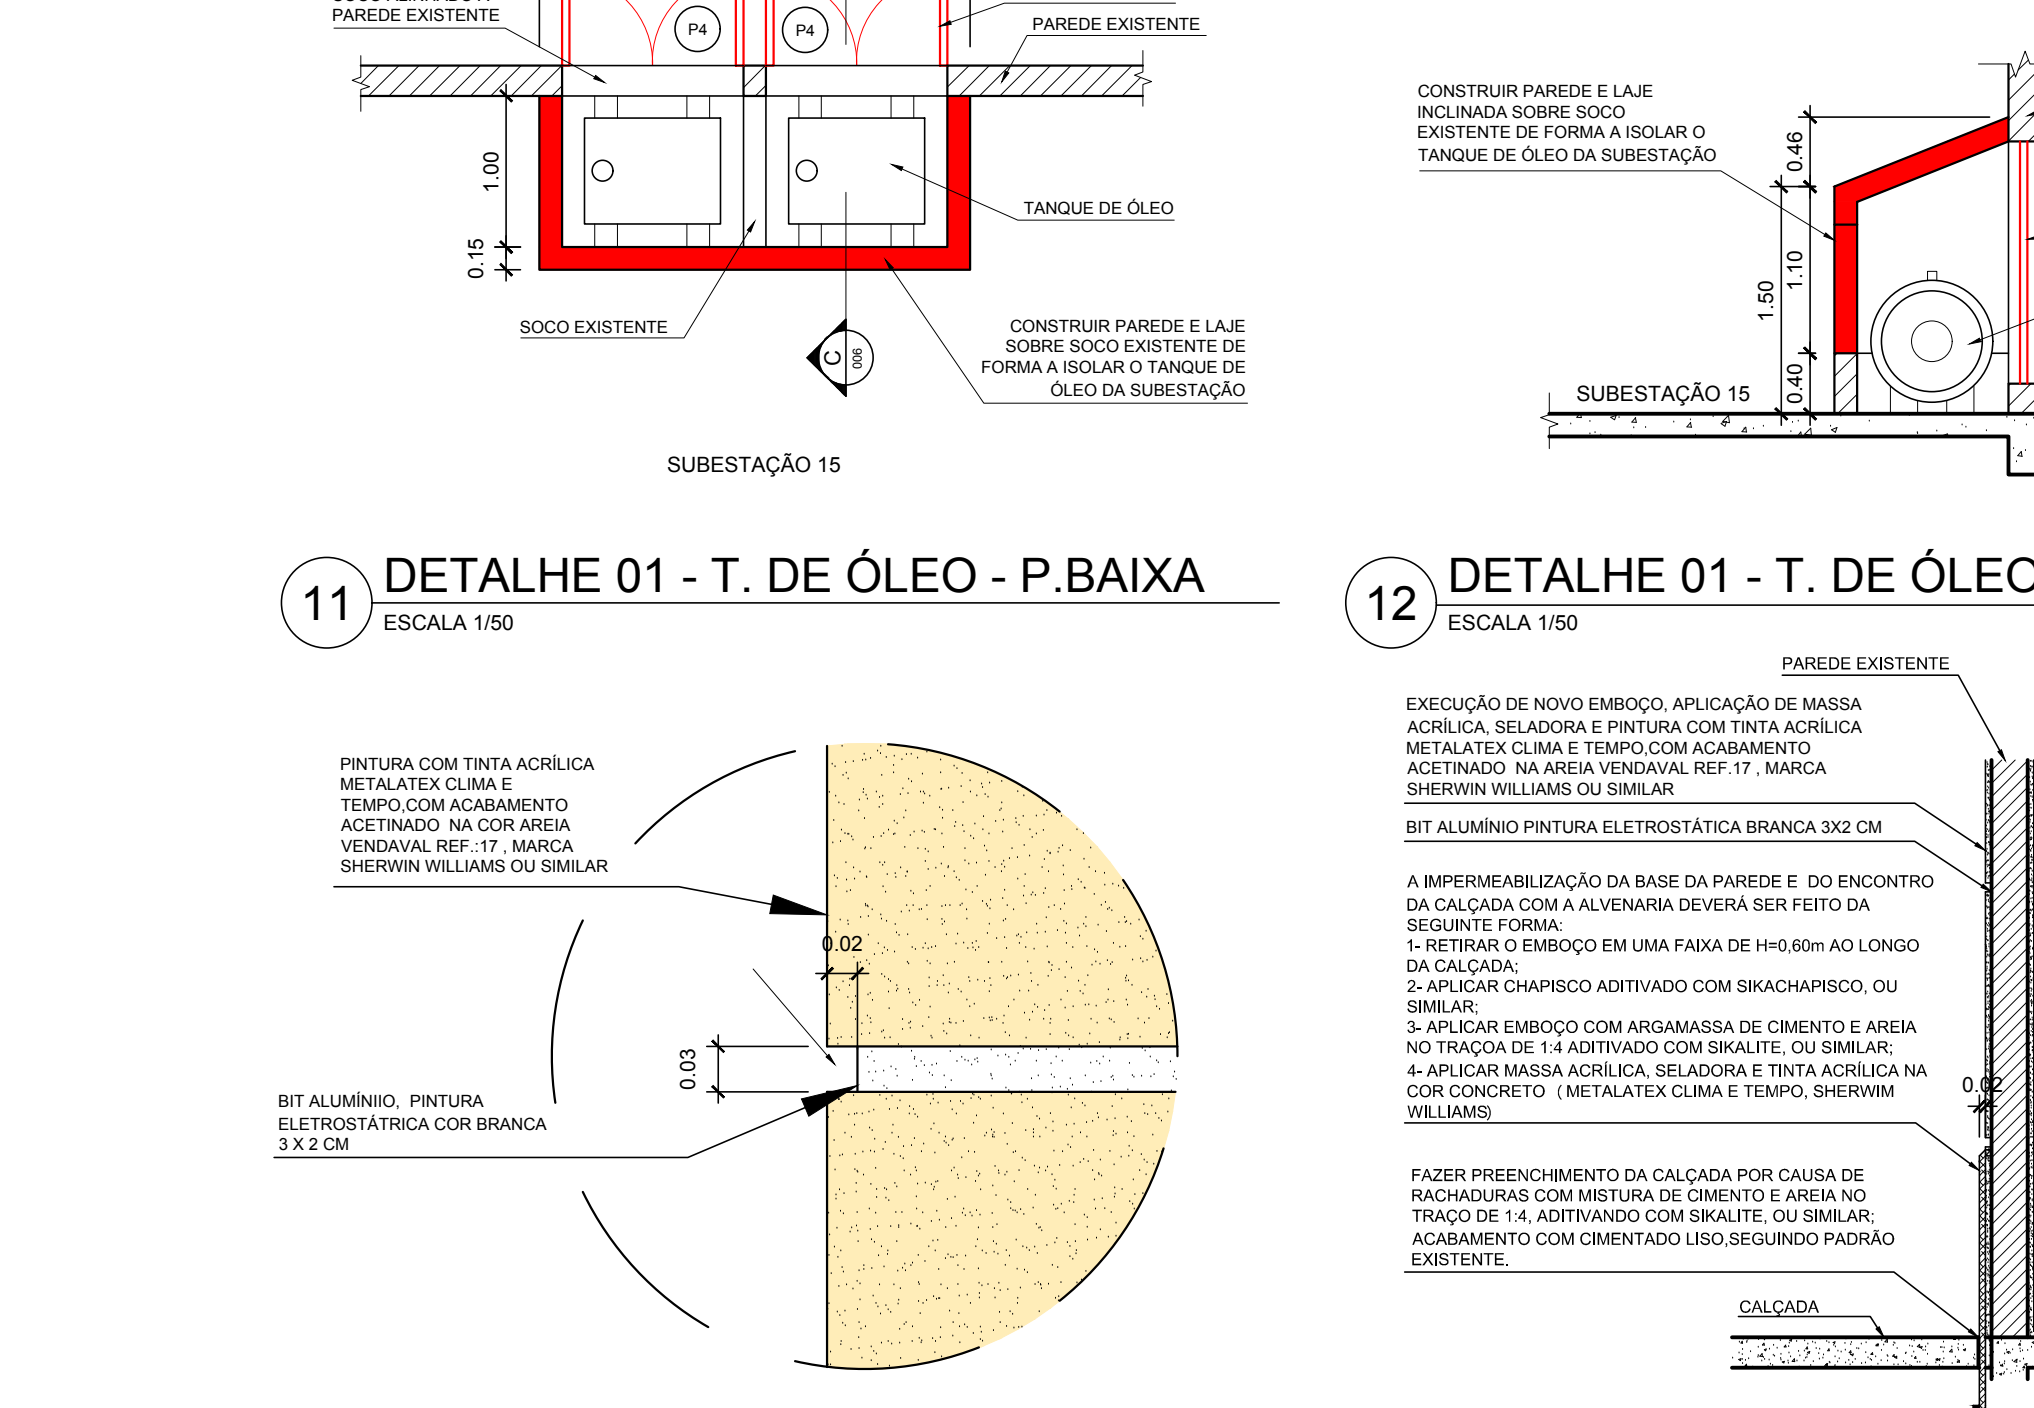 PAREDE EXISTENTE
P4
P4
PAREDE EXISTENTE
1.00
0.15
TANQUE DE ÓLEO
SOCO EXISTENTE
C
006
CONSTRUIR PAREDE E LAJE
SOBRE SOCO EXISTENTE DE
FORMA A ISOLAR O TANQUE DE
ÓLEO DA SUBESTAÇÃO
SUBESTAÇÃO 15
CONSTRUIR PAREDE E LAJE
INCLINADA SOBRE SOCO
EXISTENTE DE FORMA A ISOLAR O
TANQUE DE ÓLEO DA SUBESTAÇÃO
0.46
1.10
1.50
0.40
SUBESTAÇÃO 15
11
DETALHE 01 - T. DE ÓLEO - P.BAIXA
ESCALA 1/50
12
DETALHE 01 - T. DE ÓLEO
ESCALA 1/50
PINTURA COM TINTA ACRÍLICA
METALATEX CLIMA E
TEMPO,COM ACABAMENTO
ACETINADO NA COR AREIA
VENDAVAL REF.:17 , MARCA
SHERWIN WILLIAMS OU SIMILAR
0.02
0.03
BIT ALUMÍNIIO, PINTURA
ELETROSTÁTRICA COR BRANCA
3 X 2 CM
PAREDE EXISTENTE
EXECUÇÃO DE NOVO EMBOÇO, APLICAÇÃO DE MASSA
ACRÍLICA, SELADORA E PINTURA COM TINTA ACRÍLICA
METALATEX CLIMA E TEMPO,COM ACABAMENTO
ACETINADO NA AREIA VENDAVAL REF.17 , MARCA
SHERWIN WILLIAMS OU SIMILAR
BIT ALUMÍNIO PINTURA ELETROSTÁTICA BRANCA 3X2 CM
A IMPERMEABILIZAÇÃO DA BASE DA PAREDE E DO ENCONTRO
DA CALÇADA COM A ALVENARIA DEVERÁ SER FEITO DA
SEGUINTE FORMA:
1- RETIRAR O EMBOÇO EM UMA FAIXA DE H=0,60m AO LONGO
DA CALÇADA;
2- APLICAR CHAPISCO ADITIVADO COM SIKACHAPISCO, OU
SIMILAR;
3- APLICAR EMBOÇO COM ARGAMASSA DE CIMENTO E AREIA
NO TRAÇOA DE 1:4 ADITIVADO COM SIKALITE, OU SIMILAR;
4- APLICAR MASSA ACRÍLICA, SELADORA E TINTA ACRÍLICA NA
COR CONCRETO ( METALATEX CLIMA E TEMPO, SHERWIM
WILLIAMS)
0.02
FAZER PREENCHIMENTO DA CALÇADA POR CAUSA DE
RACHADURAS COM MISTURA DE CIMENTO E AREIA NO
TRAÇO DE 1:4, ADITIVANDO COM SIKALITE, OU SIMILAR;
ACABAMENTO COM CIMENTADO LISO,SEGUINDO PADRÃO
EXISTENTE.
CALÇADA